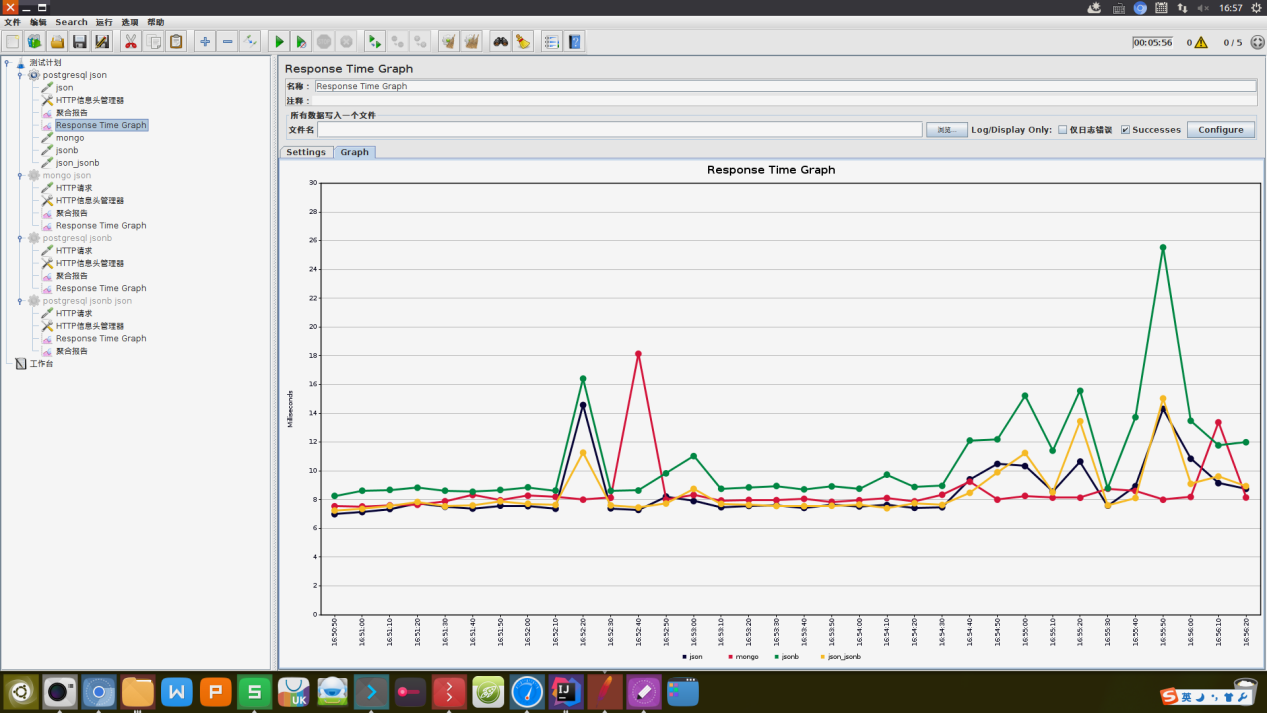 16:57
文件 编辑 Search 运行 选项 帮助
00:05:56 0 0 / 5
测试计划
postgresql json
json
HTTP信息头管理器
聚合报告
Response Time Graph
mongo
jsonb
json_jsonb
mongo json
HTTP请求
HTTP信息头管理器
聚合报告
Response Time Graph
postgresql jsonb
HTTP请求
HTTP信息头管理器
聚合报告
Response Time Graph
postgresql jsonb json
HTTP请求
HTTP信息头管理器
Response Time Graph
聚合报告
工作台
Response Time Graph
名称： Response Time Graph
注释：
所有数据写入一个文件
文件名 浏览... Log/Display Only: 仅日志错误 Successes Configure
Settings Graph
Response Time Graph
Milliseconds
30
28
26
24
22
20
18
16
14
12
10
8
6
4
2
0
16:50:50 16:51:00 16:51:10 16:51:20 16:51:30 16:51:40 16:51:50 16:52:00 16:52:10 16:52:20 16:52:30 16:52:40 16:52:50 16:53:00 16:53:10 16:53:20 16:53:30 16:53:40 16:53:50 16:54:00 16:54:10 16:54:20 16:54:30 16:54:40 16:54:50 16:55:00 16:55:10 16:55:20 16:55:30 16:55:40 16:55:50 16:56:00 16:56:10 16:56:20
json mongo jsonb json_jsonb
W P S UK IJ
S 英